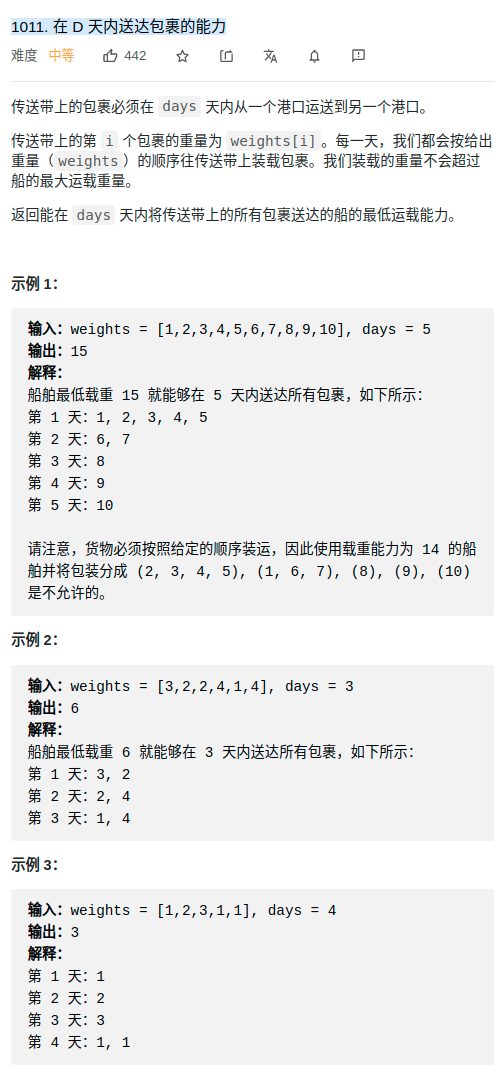 1011. 在 D 天内送达包裹的能力
难度 中等 442
传送带上的包裹必须在 days 天内从一个港口运送到另一个港口。
传送带上的第 i 个包裹的重量为 weights[i]。每一天，我们都会按给出
重量（weights）的顺序往传送带上装载包裹。我们装载的重量不会超过
船的最大运载重量。
返回能在 days 天内将传送带上的所有包裹送达的船的最低运载能力。
示例 1：
输入：weights = [1,2,3,4,5,6,7,8,9,10], days = 5
输出：15
解释：
船舶最低载重 15 就能够在 5 天内送达所有包裹，如下所示：
第 1 天：1, 2, 3, 4, 5
第 2 天：6, 7
第 3 天：8
第 4 天：9
第 5 天：10
请注意，货物必须按照给定的顺序装运，因此使用载重能力为 14 的船
舶并将包装分成 (2, 3, 4, 5), (1, 6, 7), (8), (9), (10)
是不允许的。
示例 2：
输入：weights = [3,2,2,4,1,4], days = 3
输出：6
解释：
船舶最低载重 6 就能够在 3 天内送达所有包裹，如下所示：
第 1 天：3, 2
第 2 天：2, 4
第 3 天：1, 4
示例 3：
输入：weights = [1,2,3,1,1], days = 4
输出：3
解释：
第 1 天：1
第 2 天：2
第 3 天：3
第 4 天：1, 1